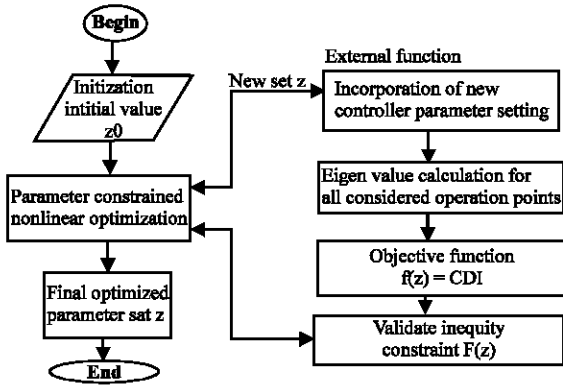 Begin
Initization
intitial value
z0
Parameter constrained
nonlinear optimization
Final optimized
parameter sat z
End
New set z
External function
Incorporation of new
controller parameter setting
Eigen value calculation for
all considered operation points
Objective function
f(z) = CDI
Validate inequity
constraint F(z)